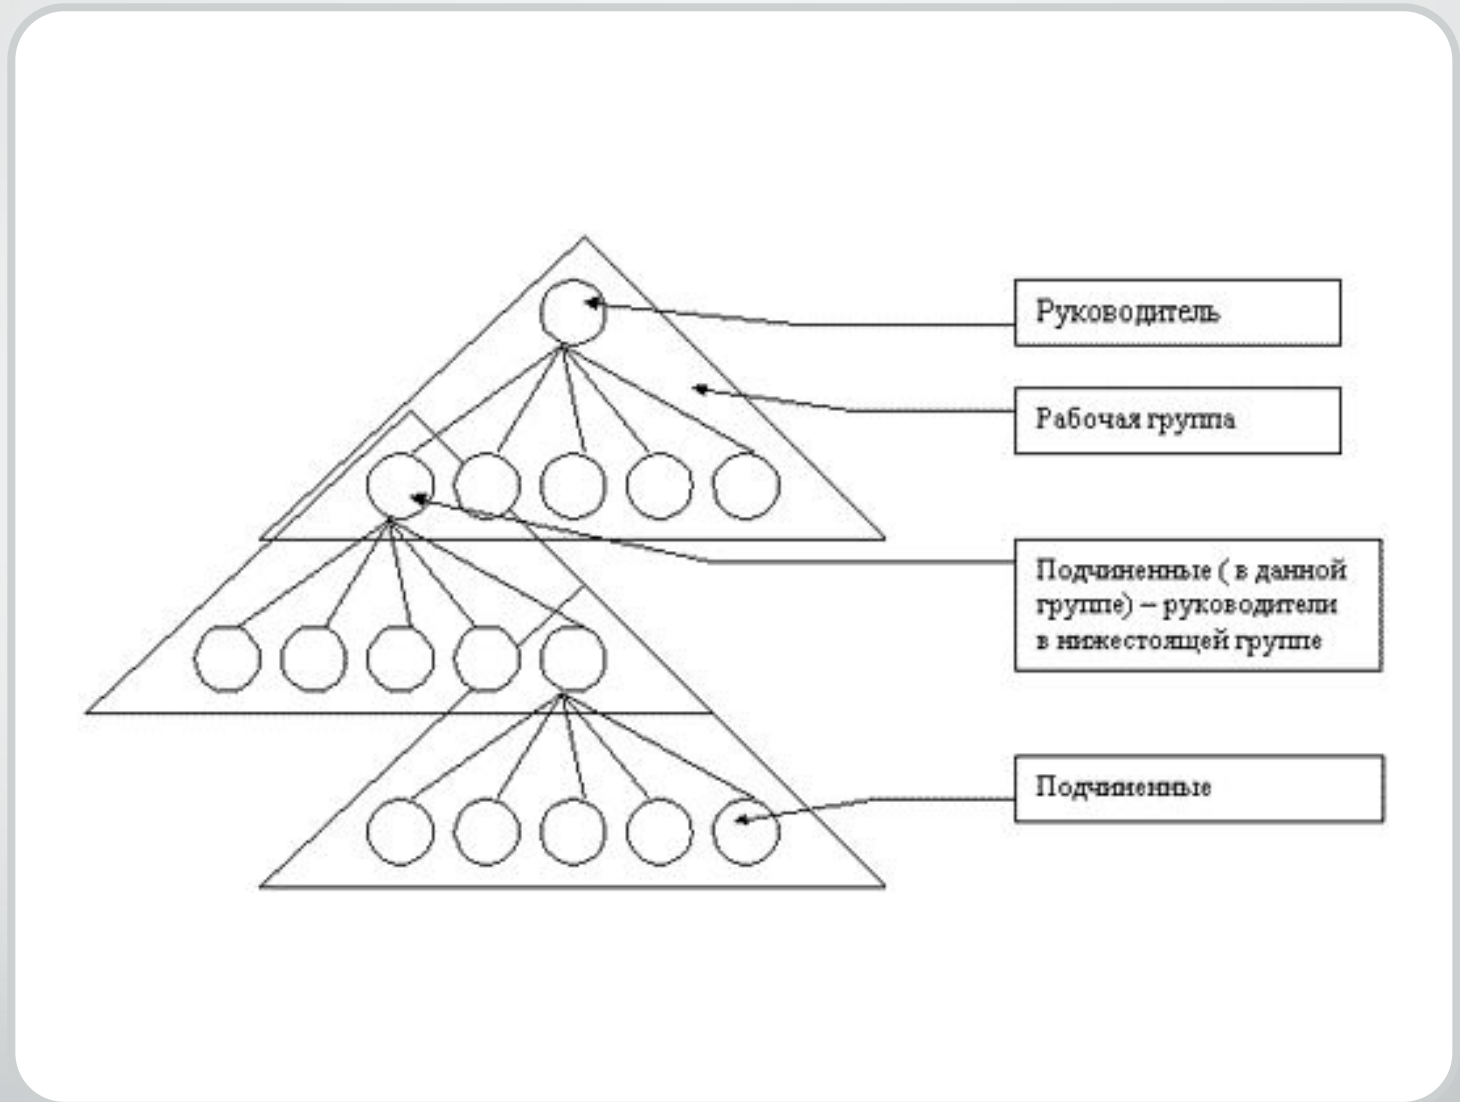 Руководитель
Рабочая группа
Подчиненные ( в данной
группе) – руководители
в нижестоящей группе
Подчиненные